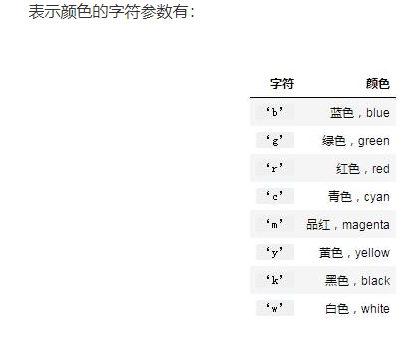 表示颜色的字符参数有：
字符 颜色
‘b’ 蓝色，blue
‘g’ 绿色，green
‘r’ 红色，red
‘c’ 青色，cyan
‘m’ 品红，magenta
‘y’ 黄色，yellow
‘k’ 黑色，black
‘w’ 白色，white